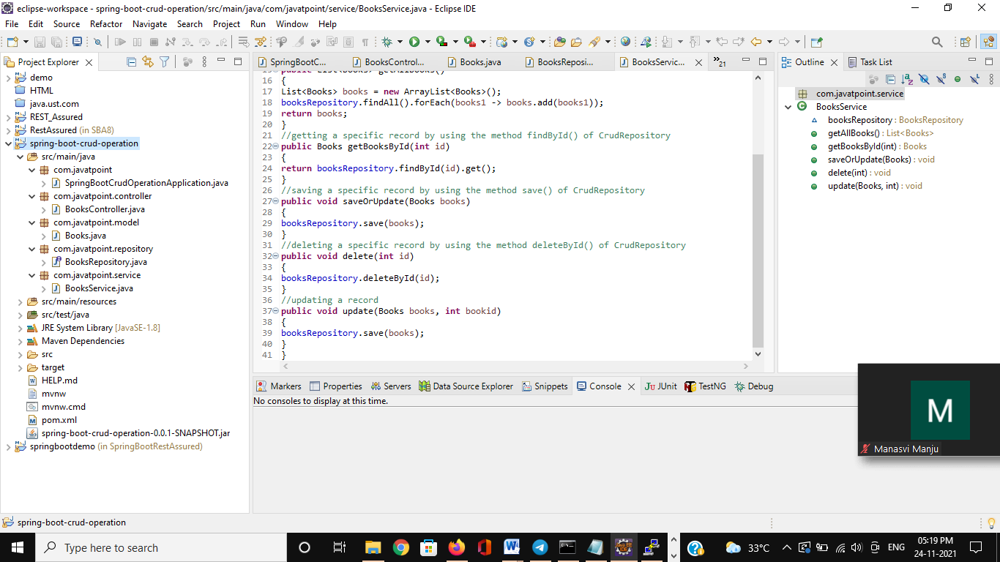 eclipse-workspace - spring-boot-crud-operation/src/main/java/com/javatpoint/service/BooksService.java - Eclipse IDE
File Edit Source Refactor Navigate Search Project Run Window Help
Project Explorer
demo
HTML
java.ust.com
REST_Assured
RestAssured (in SBA8)
spring-boot-crud-operation
src/main/java
com.javatpoint
SpringBootCrudOperationApplication.java
com.javatpoint.controller
BooksController.java
com.javatpoint.model
Books.java
com.javatpoint.repository
BooksRepository.java
com.javatpoint.service
BooksService.java
src/main/resources
src/test/java
JRE System Library [JavaSE-1.8]
Maven Dependencies
src
target
HELP.md
mvnw
mvnw.cmd
pom.xml
spring-boot-crud-operation-0.0.1-SNAPSHOT.jar
springbootdemo (in SpringBootRestAssured)
SpringBootC... BooksControl... Books.java BooksReposi... BooksServic... 21
15 public List<Books> getAllBooks()
16 {
17 List<Books> books = new ArrayList<Books>();
18 booksRepository.findAll().forEach(books1 -> books.add(books1));
19 return books;
20 }
21 //getting a specific record by using the method findById() of CrudRepository
22 public Books getBooksById(int id)
23 {
24 return booksRepository.findById(id).get();
25 }
26 //saving a specific record by using the method save() of CrudRepository
27 public void saveOrUpdate(Books books)
28 {
29 booksRepository.save(books);
30 }
31 //deleting a specific record by using the method deleteById() of CrudRepository
32 public void delete(int id)
33 {
34 booksRepository.deleteById(id);
35 }
36 //updating a record
37 public void update(Books books, int bookid)
38 {
39 booksRepository.save(books);
40 }
41 }
Outline Task List
com.javatpoint.service
BooksService
booksRepository : BooksRepository
getAllBooks() : List<Books>
getBooksById(int) : Books
saveOrUpdate(Books) : void
delete(int) : void
update(Books, int) : void
Markers Properties Servers Data Source Explorer Snippets Console JUnit TestNG Debug
No consoles to display at this time.
M
Manasvi Manju
spring-boot-crud-operation
Type here to search
33°C
ENG
05:19 PM
24-11-2021